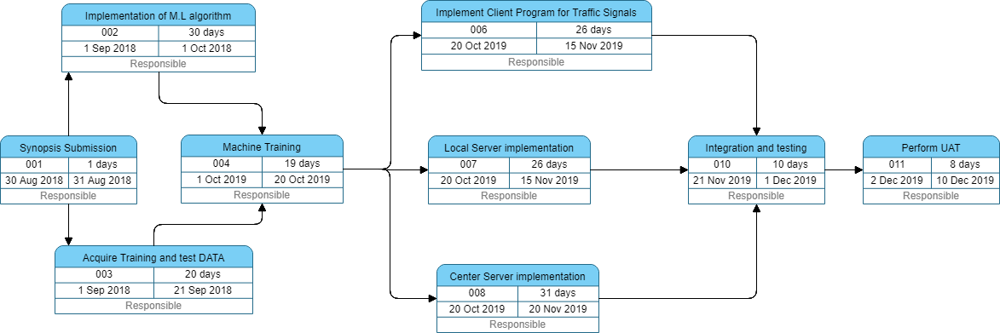 Implementation of M.L algorithm
002 30 days
1 Sep 2018 1 Oct 2018
Responsible
Implement Client Program for Traffic Signals
006 26 days
20 Oct 2019 15 Nov 2019
Responsible
Synopsis Submission
001 1 days
30 Aug 2018 31 Aug 2018
Responsible
Machine Training
004 19 days
1 Oct 2019 20 Oct 2019
Responsible
Local Server implementation
007 26 days
20 Oct 2019 15 Nov 2019
Responsible
Integration and testing
010 10 days
21 Nov 2019 1 Dec 2019
Responsible
Perform UAT
011 8 days
2 Dec 2019 10 Dec 2019
Responsible
Acquire Training and test DATA
003 20 days
1 Sep 2018 21 Sep 2018
Responsible
Center Server implementation
008 31 days
20 Oct 2019 20 Nov 2019
Responsible